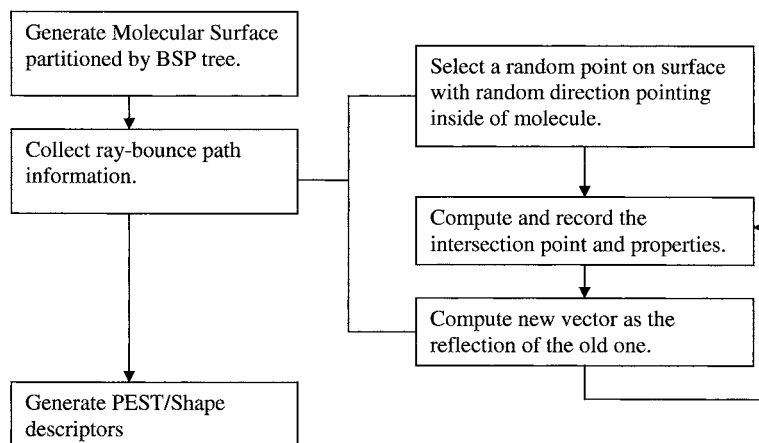 Generate Molecular Surface
partitioned by BSP tree.
Collect ray-bounce path
information.
Generate PEST/Shape
descriptors
Select a random point on surface
with random direction pointing
inside of molecule.
Compute and record the
intersection point and properties.
Compute new vector as the
reflection of the old one.